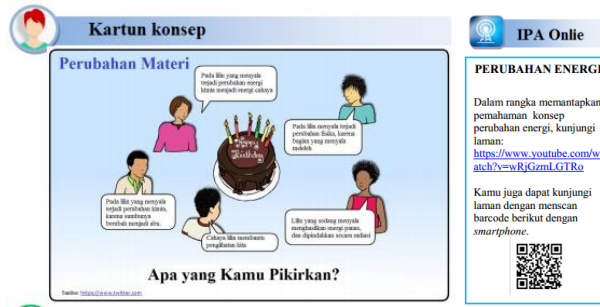 Kartun konsep
Perubahan Materi
Pada lilin yang menyala
terjadi perubahan energi
kimia menjadi energi cahaya
Pada lilin menyala terjadi
perubahan fisika, karena
bagian yang menyala
meleleh
Birthday
Pada lilin yang menyala
terjadi perubahan kimia,
karena sumbunya
berubah menjadi abu.
Cahaya lilin membantu
penglihatan kita
Lilin yang sedang menyala
menghasilkan energi panas,
dan dipindahkan secara radiasi
Apa yang Kamu Pikirkan?
Sumber: https://www.twitter.com
IPA Onlie
PERUBAHAN ENERGI
Dalam rangka memantapkan
pemahaman konsep
perubahan energi, kunjungi
laman:
https://www.youtube.com/w
atch?v=wRjGzmLGTRo
Kamu juga dapat kunjungi
laman dengan menscan
barcode berikut dengan
smartphone.